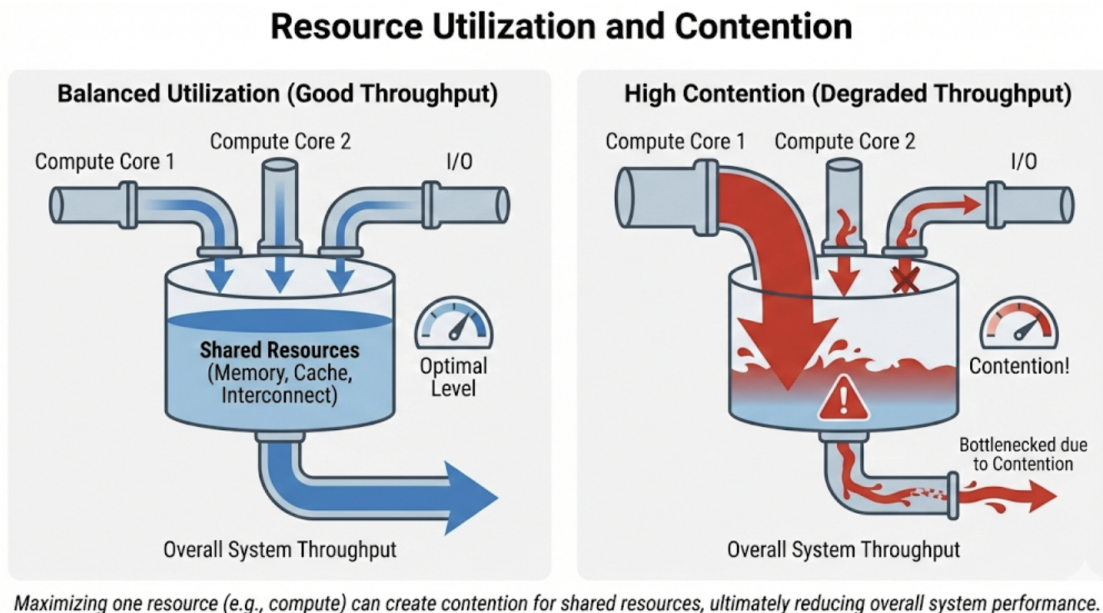 Resource Utilization and Contention
Balanced Utilization (Good Throughput)
Compute Core 1
Compute Core 2
I/O
Shared Resources
(Memory, Cache,
Interconnect)
Optimal
Level
Overall System Throughput
High Contention (Degraded Throughput)
Compute Core 1
Compute Core 2
I/O
Contention!
!
Bottlenecked due
to Contention
Overall System Throughput
Maximizing one resource (e.g., compute) can create contention for shared resources, ultimately reducing overall system performance.